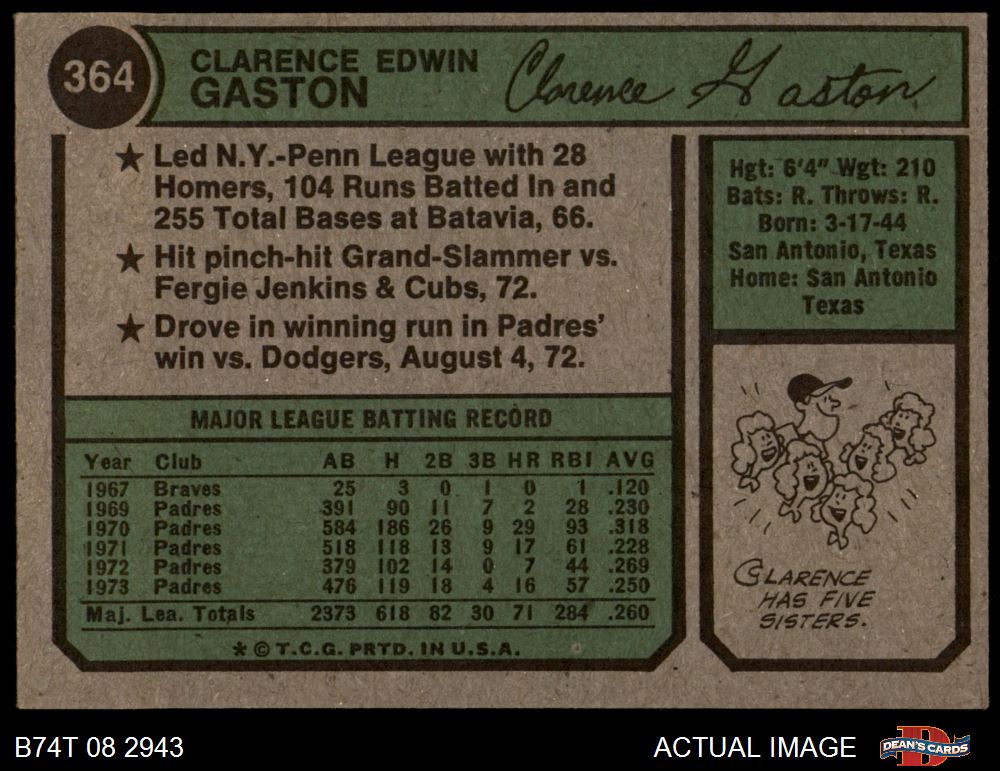 364
CLARENCE EDWIN
GASTON
Clarence Gaston
★ Led N.Y.-Penn League with 28
Homers, 104 Runs Batted In and
255 Total Bases at Batavia, 66.
★ Hit pinch-hit Grand-Slammer vs.
Fergie Jenkins & Cubs, 72.
★ Drove in winning run in Padres'
win vs. Dodgers, August 4, 72.
Hgt: 6'4" Wgt: 210
Bats: R. Throws: R.
Born: 3-17-44
San Antonio, Texas
Home: San Antonio
Texas
MAJOR LEAGUE BATTING RECORD
Year Club AB H 2B 3B HR RBI AVG
1967 Braves 25 3 0 1 0 1 .120
1969 Padres 391 90 11 7 2 28 .230
1970 Padres 584 186 26 9 29 93 .318
1971 Padres 518 118 13 9 17 61 .228
1972 Padres 379 102 14 0 7 44 .269
1973 Padres 476 119 18 4 16 57 .250
Maj. Lea. Totals 2373 618 82 30 71 284 .260
* © T.C.G. PRTD. IN U.S.A.
CLARENCE
HAS FIVE
SISTERS.
B74T 08 2943
ACTUAL IMAGE
DEAN'S CARDS